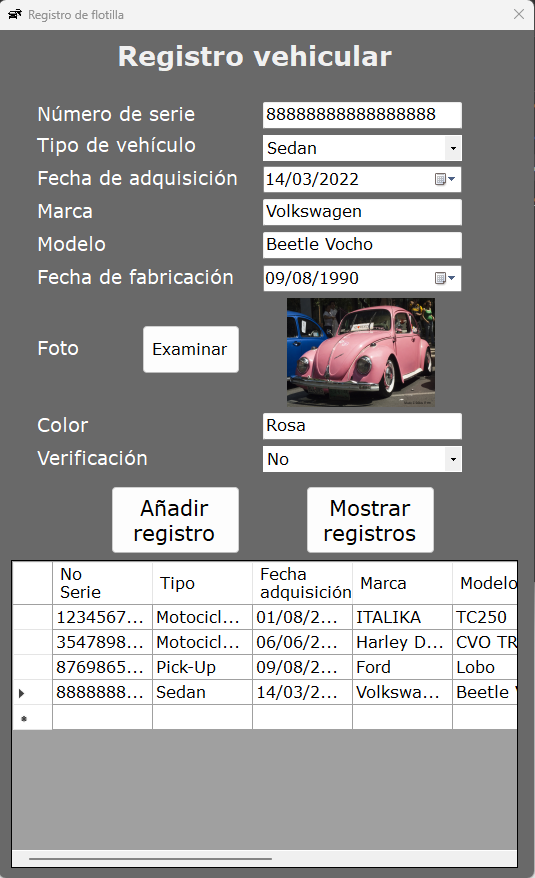 Registro de flotilla
Registro vehicular
Número de serie 88888888888888888
Tipo de vehículo Sedan
Fecha de adquisición 14/03/2022
Marca Volkswagen
Modelo Beetle Vocho
Fecha de fabricación 09/08/1990
Foto Examinar
Color Rosa
Verificación No
Añadir registro
Mostrar registros
No Serie Tipo Fecha adquisición Marca Modelo
1234567... Motocicl... 01/08/2... ITALIKA TC250
3547898... Motocicl... 06/06/2... Harley D... CVO TR
8769865... Pick-Up 09/08/2... Ford Lobo
8888888... Sedan 14/03/2... Volkswa... Beetle V